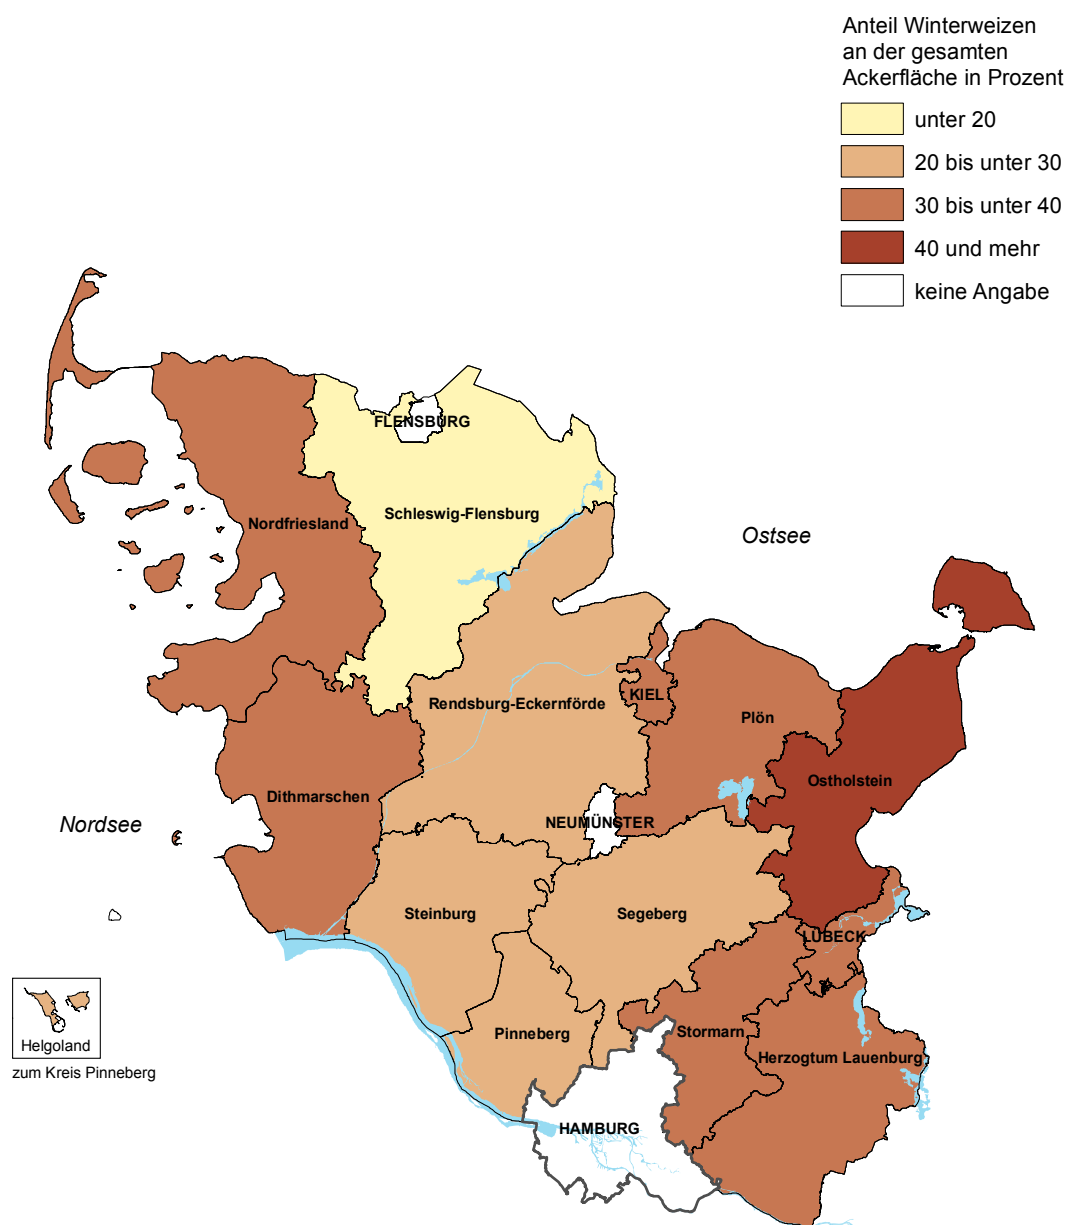 Anteil Winterweizen
an der gesamten
Ackerfläche in Prozent
unter 20
20 bis unter 30
30 bis unter 40
40 und mehr
keine Angabe
FLENSBURG
Schleswig-Flensburg
Nordfriesland
Ostsee
KIEL
Rendsburg-Eckernförde
Plön
Ostholstein
Dithmarschen
Nordsee
NEUMÜNSTER
Steinburg
Segeberg
LÜBECK
Pinneberg
Stormarn
Helgoland
Herzogtum Lauenburg
zum Kreis Pinneberg
HAMBURG